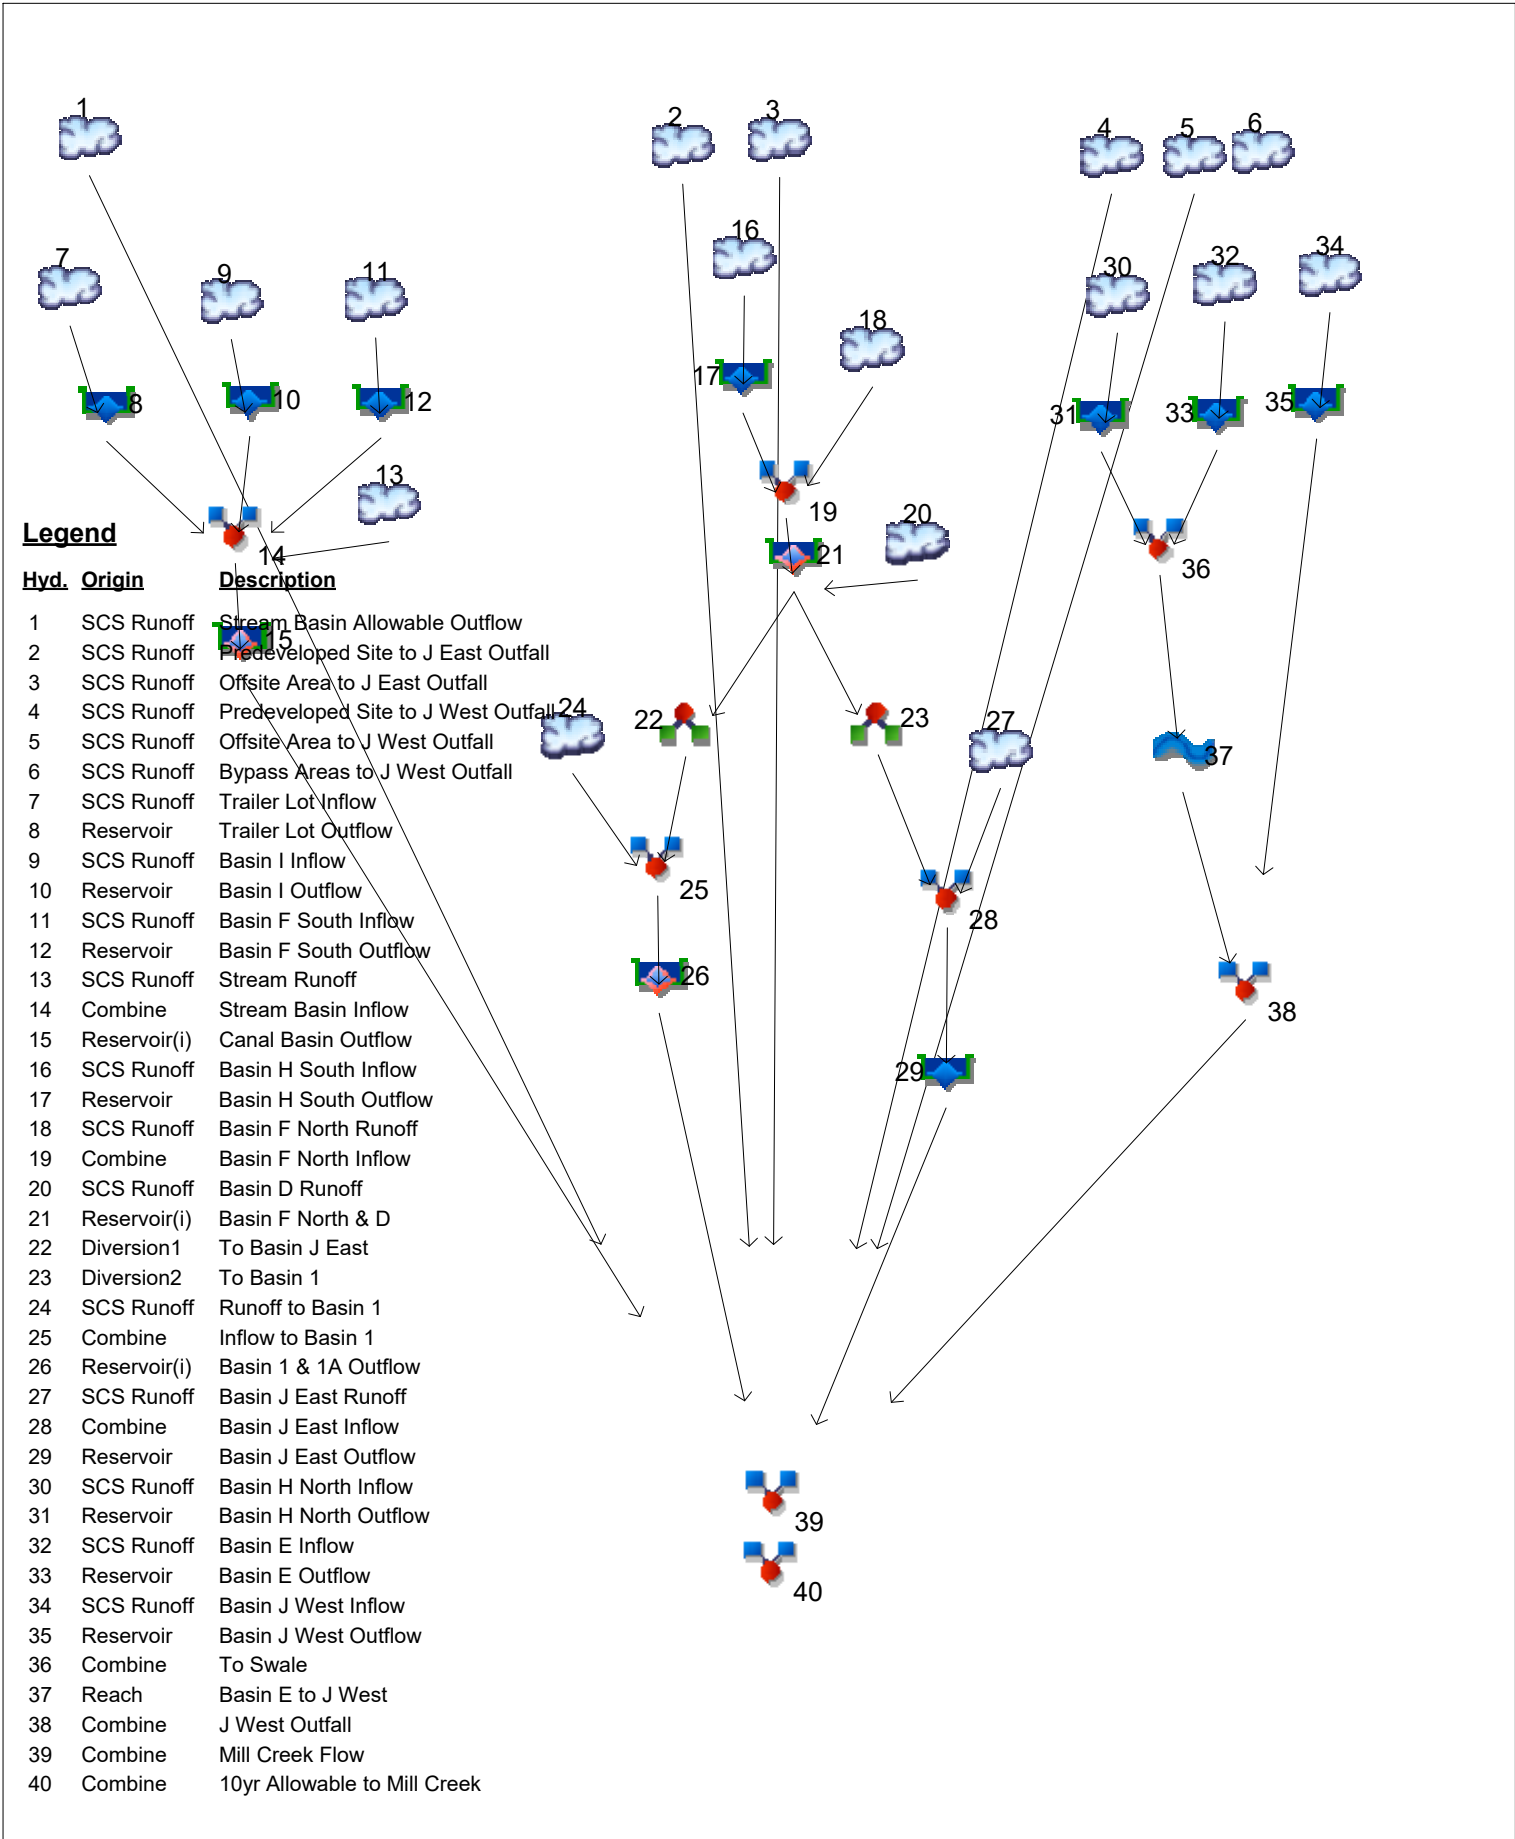 1
2
3
4
5
6
7
9
11
16
18
30
32
34
8
10
12
17
31
33
35
13
14
19
20
21
36
15
24
22
23
27
37
25
28
26
38
29
39
40
Legend
Hyd. Origin Description
1 SCS Runoff Stream Basin Allowable Outflow
2 SCS Runoff Predeveloped Site to J East Outfall
3 SCS Runoff Offsite Area to J East Outfall
4 SCS Runoff Predeveloped Site to J West Outfall
5 SCS Runoff Offsite Area to J West Outfall
6 SCS Runoff Bypass Areas to J West Outfall
7 SCS Runoff Trailer Lot Inflow
8 Reservoir Trailer Lot Outflow
9 SCS Runoff Basin I Inflow
10 Reservoir Basin I Outflow
11 SCS Runoff Basin F South Inflow
12 Reservoir Basin F South Outflow
13 SCS Runoff Stream Runoff
14 Combine Stream Basin Inflow
15 Reservoir(i) Canal Basin Outflow
16 SCS Runoff Basin H South Inflow
17 Reservoir Basin H South Outflow
18 SCS Runoff Basin F North Runoff
19 Combine Basin F North Inflow
20 SCS Runoff Basin D Runoff
21 Reservoir(i) Basin F North & D
22 Diversion1 To Basin J East
23 Diversion2 To Basin 1
24 SCS Runoff Runoff to Basin 1
25 Combine Inflow to Basin 1
26 Reservoir(i) Basin 1 & 1A Outflow
27 SCS Runoff Basin J East Runoff
28 Combine Basin J East Inflow
29 Reservoir Basin J East Outflow
30 SCS Runoff Basin H North Inflow
31 Reservoir Basin H North Outflow
32 SCS Runoff Basin E Inflow
33 Reservoir Basin E Outflow
34 SCS Runoff Basin J West Inflow
35 Reservoir Basin J West Outflow
36 Combine To Swale
37 Reach Basin E to J West
38 Combine J West Outfall
39 Combine Mill Creek Flow
40 Combine 10yr Allowable to Mill Creek